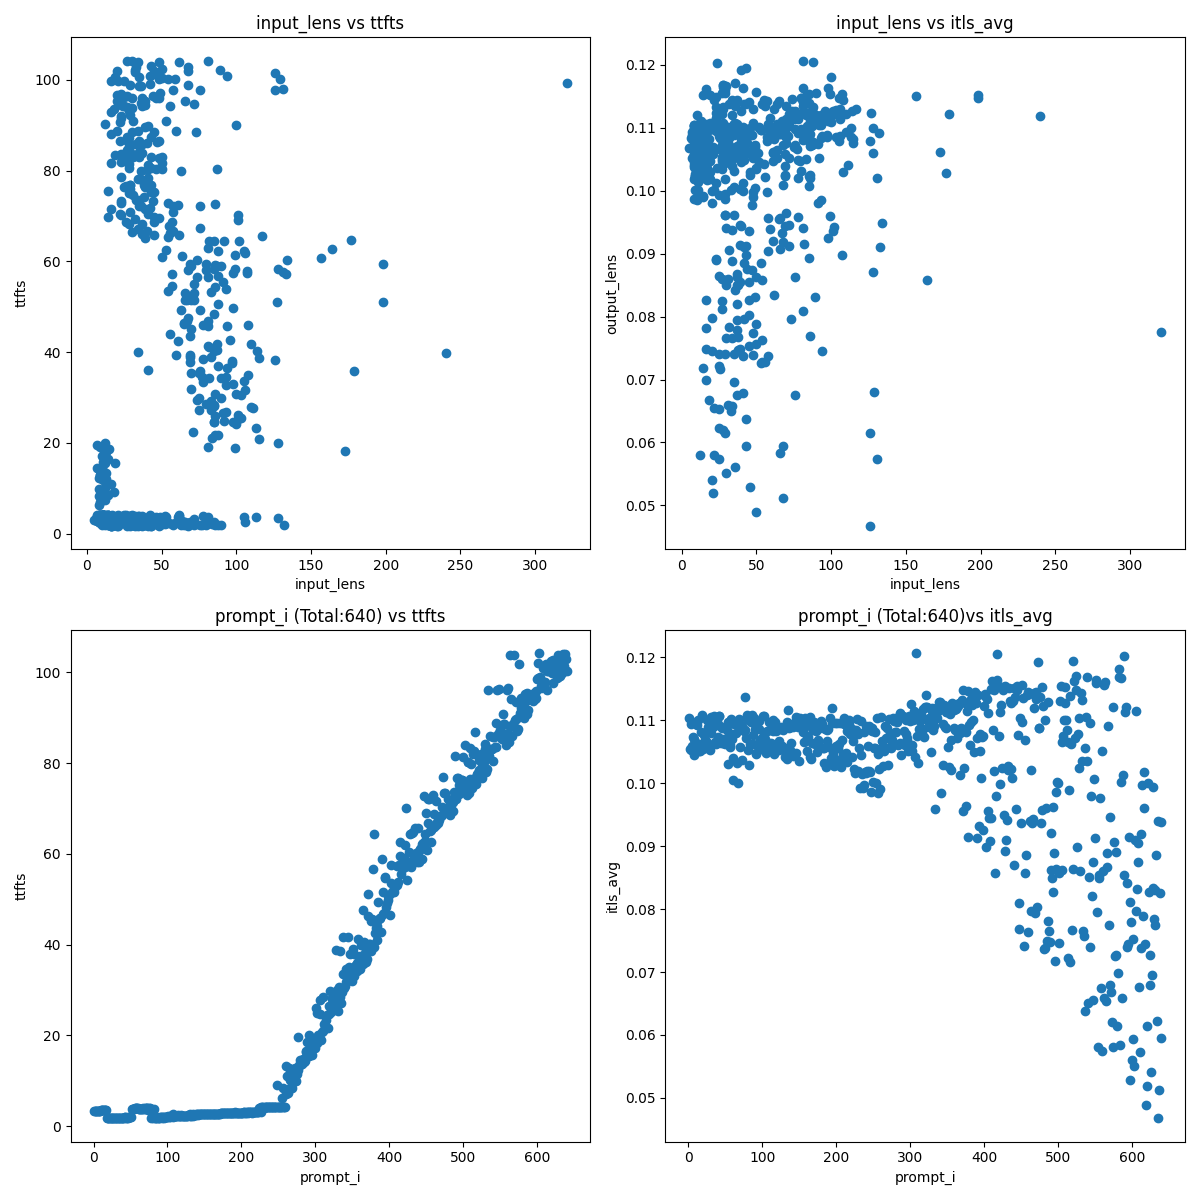 input_lens vs ttfts
ttfts
100
80
60
40
20
0
0 50 100 150 200 250 300
input_lens
input_lens vs itls_avg
output_lens
0.12
0.11
0.10
0.09
0.08
0.07
0.06
0.05
0 50 100 150 200 250 300
input_lens
prompt_i (Total:640) vs ttfts
ttfts
100
80
60
40
20
0
0 100 200 300 400 500 600
prompt_i
prompt_i (Total:640)vs itls_avg
itls_avg
0.12
0.11
0.10
0.09
0.08
0.07
0.06
0.05
0 100 200 300 400 500 600
prompt_i